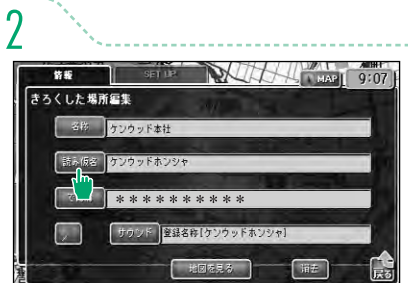 2
情報 SET UP MAP 9:07
きろくした場所編集
名称 ケンウッド本社
読み仮名 ケンウッドホンシャ
**********
サウンド 登録名称[ケンウッドホンシャ]
地図を見る 消去 戻る